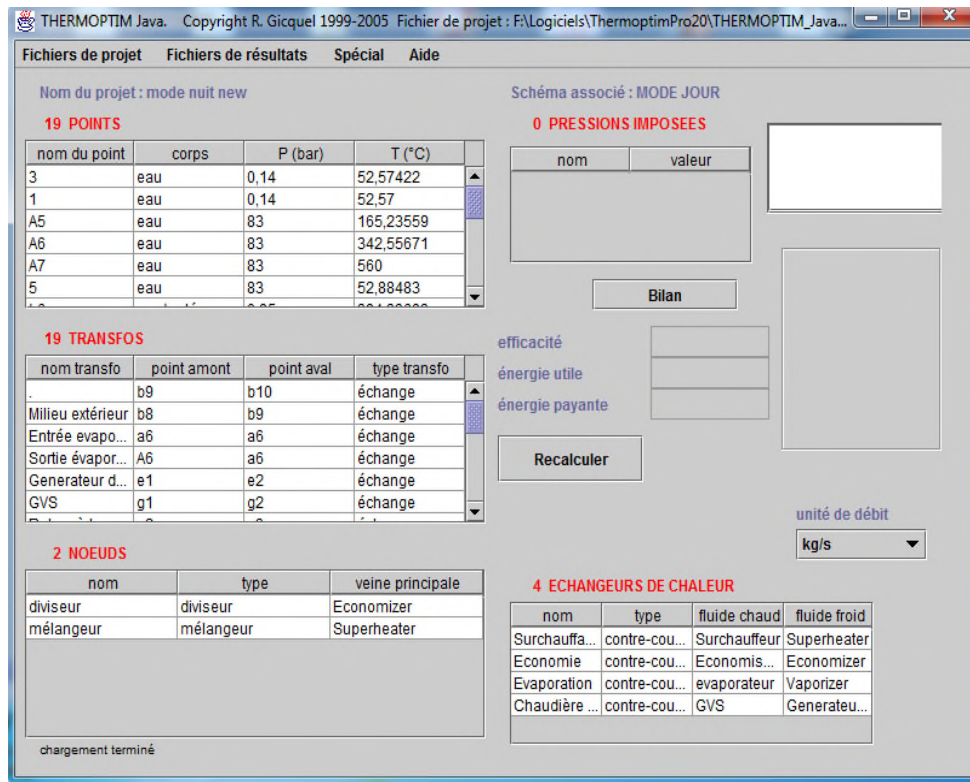 THERMOPTIM Java. Copyright R. Gicquel 1999-2005 Fichier de projet : F:\Logiciels\ThermoptimPro20\THERMOPTIM_Java...
Fichiers de projet Fichiers de résultats Spécial Aide
Nom du projet : mode nuit new
19 POINTS
nom du point corps P (bar) T (°C)
3 eau 0,14 52,57422
1 eau 0,14 52,57
A5 eau 83 165,23559
A6 eau 83 342,55671
A7 eau 83 560
5 eau 83 52,88483
19 TRANSFOS
nom transfo point amont point aval type transfo
. b9 b10 échange
Milieu extérieur b8 b9 échange
Entrée evapo... a6 a6 échange
Sortie évapor... A6 a6 échange
Generateur d... e1 e2 échange
GVS g1 g2 échange
2 NOEUDS
nom type veine principale
diviseur diviseur Economizer
mélangeur mélangeur Superheater
chargement terminé
Schéma associé : MODE JOUR
0 PRESSIONS IMPOSEES
nom valeur
Bilan
efficacité
énergie utile
énergie payante
Recalculer
unité de débit
kg/s
4 ECHANGEURS DE CHALEUR
nom type fluide chaud fluide froid
Surchauffa... contre-cou... Surchauffeur Superheater
Economie contre-cou... Economis... Economizer
Evaporation contre-cou... evaporateur Vaporizer
Chaudière ... contre-cou... GVS Generateu...